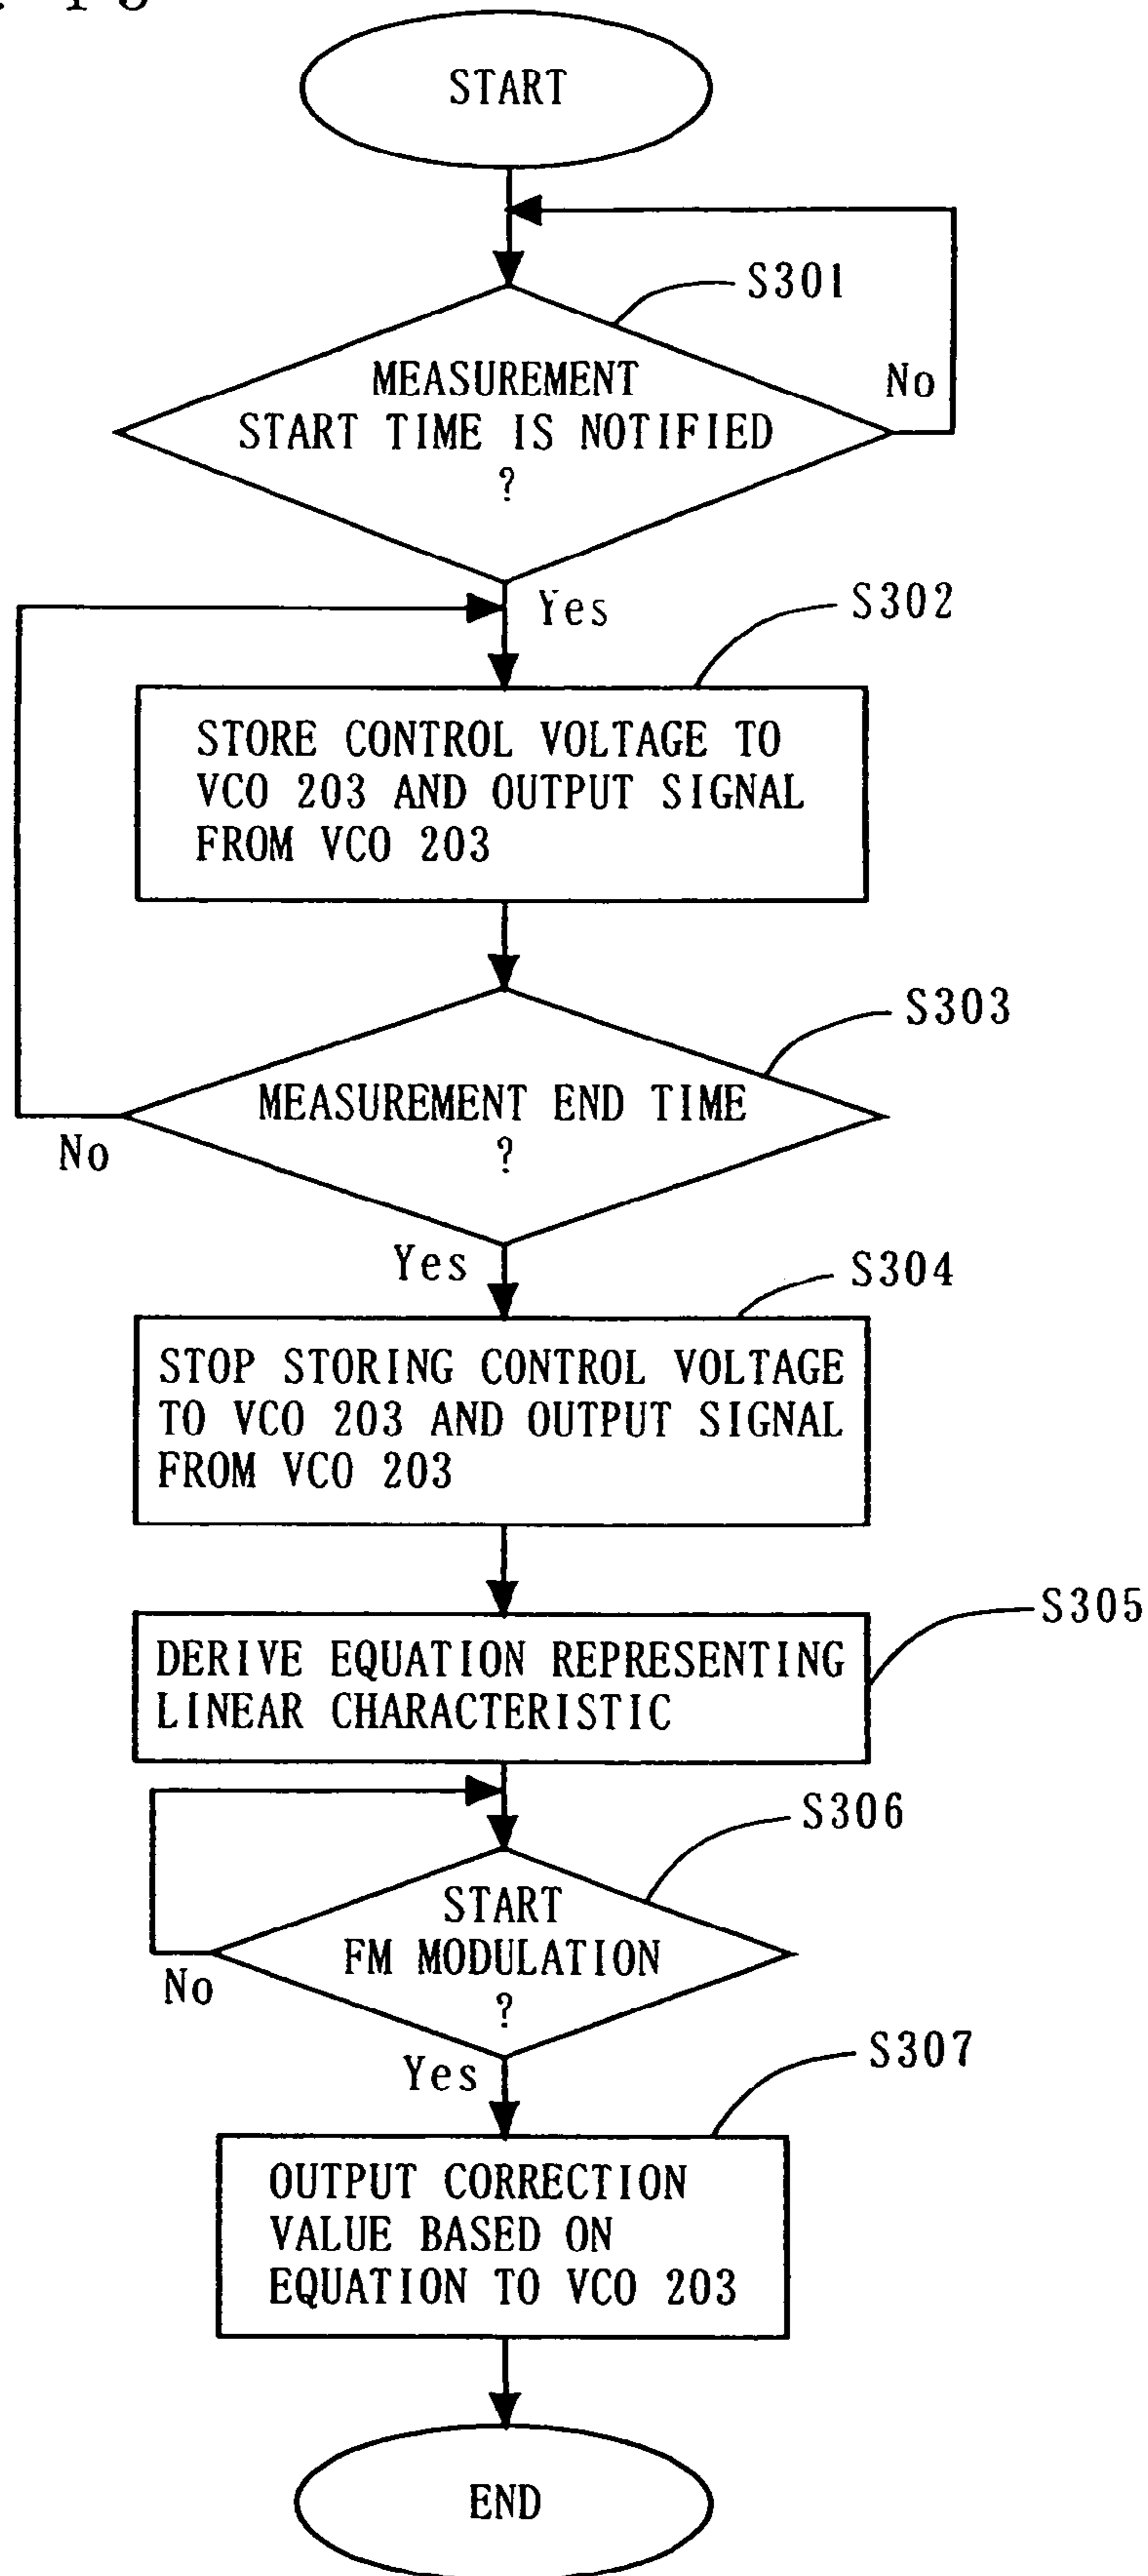 START
S301
MEASUREMENT
START TIME IS NOTIFIED
?
No
Yes
S302
STORE CONTROL VOLTAGE TO
VCO 203 AND OUTPUT SIGNAL
FROM VCO 203
S303
MEASUREMENT END TIME
?
No
Yes
S304
STOP STORING CONTROL VOLTAGE
TO VCO 203 AND OUTPUT SIGNAL
FROM VCO 203
S305
DERIVE EQUATION REPRESENTING
LINEAR CHARACTERISTIC
S306
START
FM MODULATION
?
No
Yes
S307
OUTPUT CORRECTION
VALUE BASED ON
EQUATION TO VCO 203
END